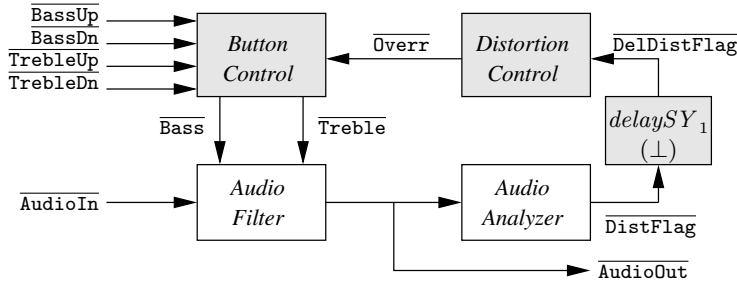 BassUp
BassDn
TrebleUp
TrebleDn
Button
Control
Overr
Distortion
Control
DelDistFlag
Bass
Treble
delaySY₁
(⊥)
AudioIn
Audio
Filter
Audio
Analyzer
DistFlag
AudioOut